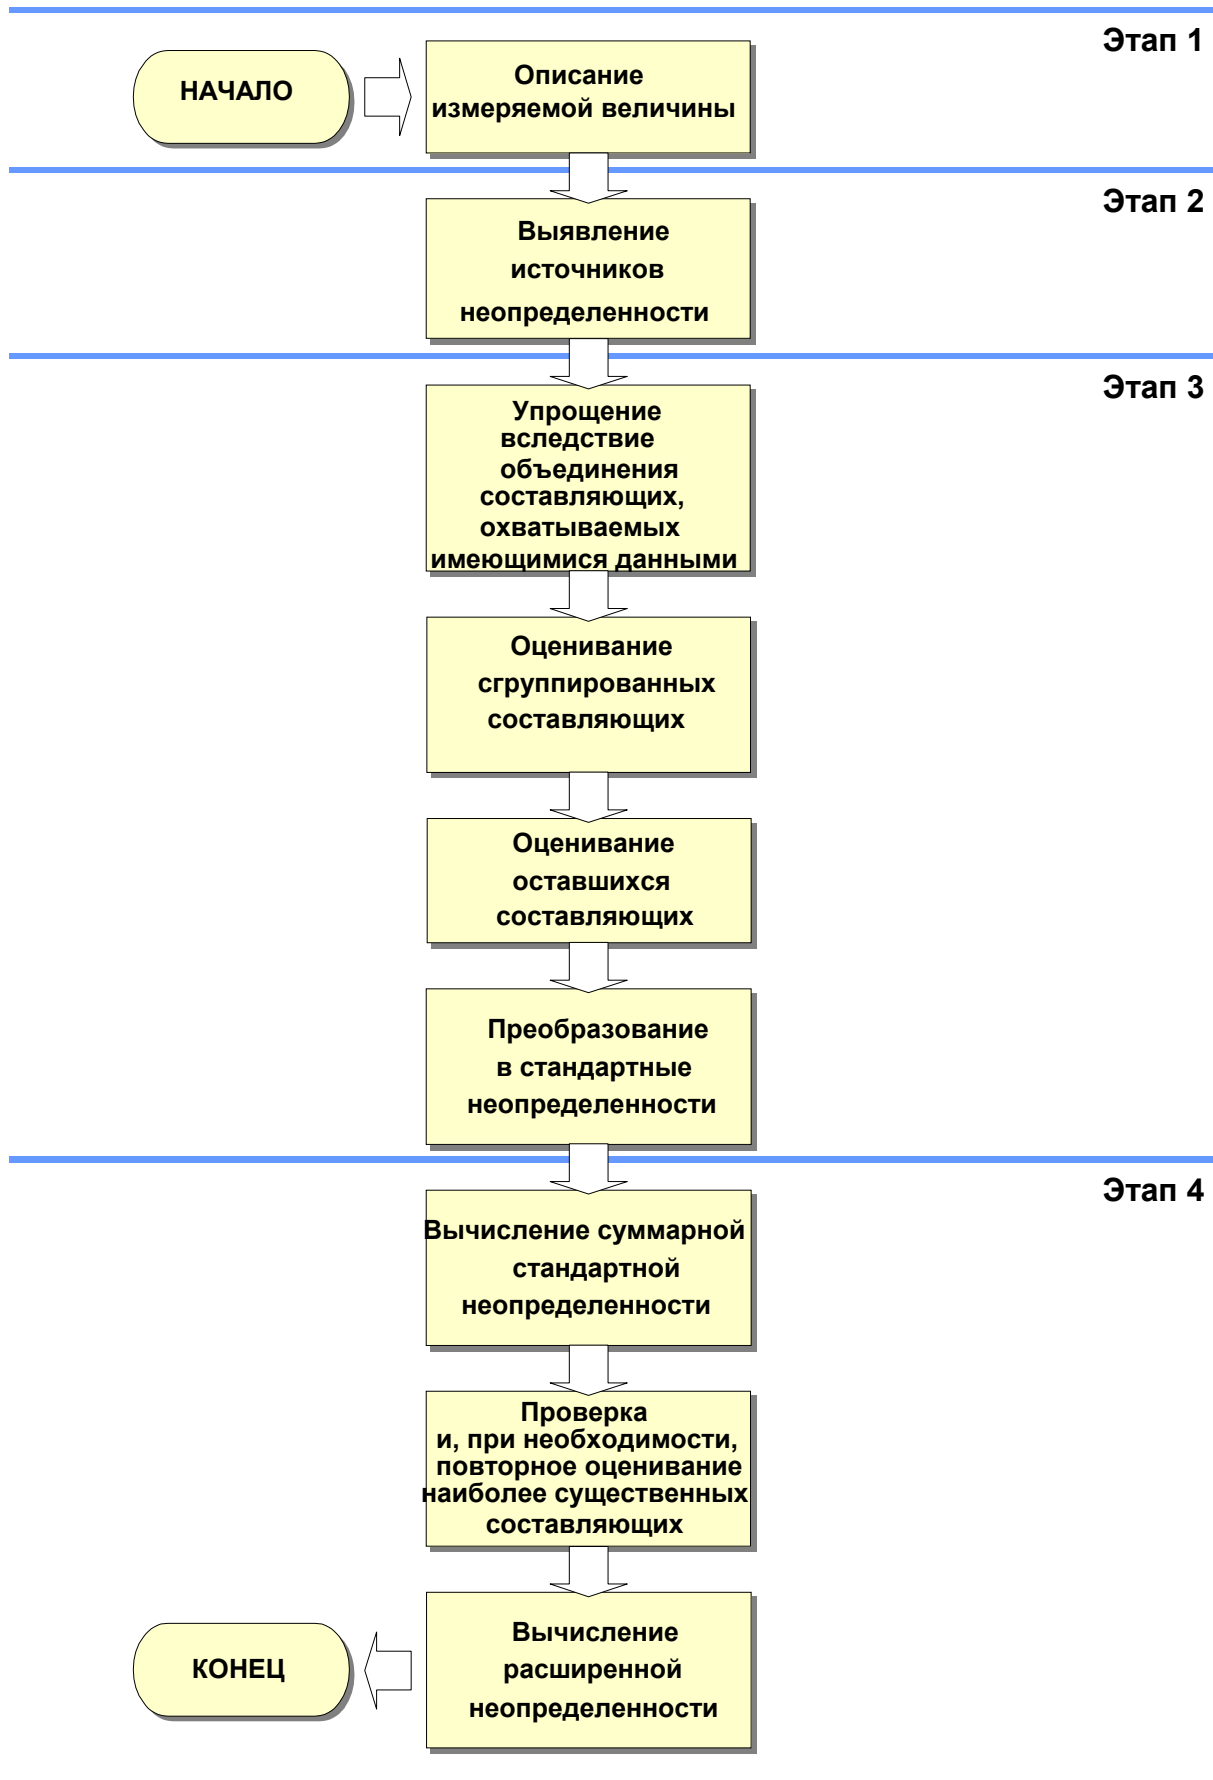 Этап 1
НАЧАЛО
Описание
измеряемой величины
Этап 2
Выявление
источников
неопределенности
Этап 3
Упрощение
вследствие
объединения
составляющих,
охватываемых
имеющимися данными
Оценивание
сгруппированных
составляющих
Оценивание
оставшихся
составляющих
Преобразование
в стандартные
неопределенности
Этап 4
Вычисление суммарной
стандартной
неопределенности
Проверка
и, при необходимости,
повторное оценивание
наиболее существенных
составляющих
Вычисление
расширенной
неопределенности
КОНЕЦ